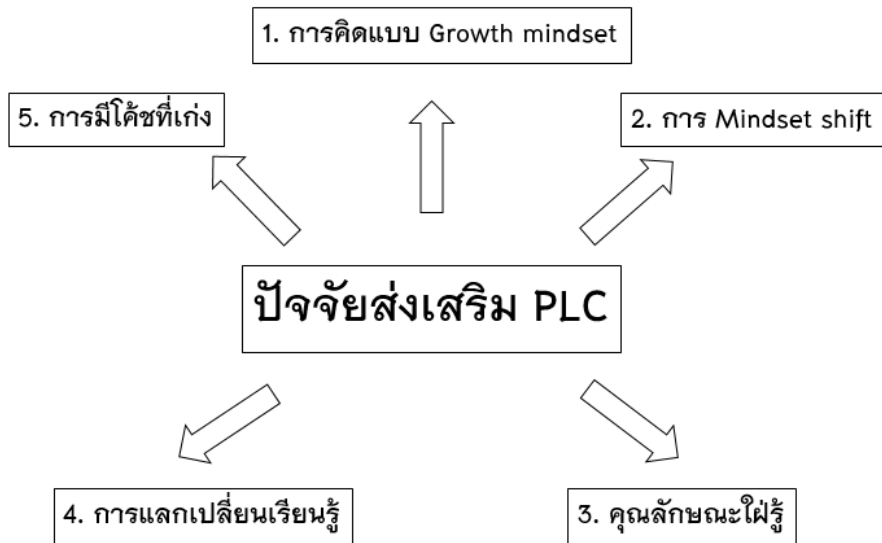 1. การคิดแบบ Growth mindset
5. การมีโค้ชที่เก่ง
2. การ Mindset shift
ปัจจัยส่งเสริม PLC
4. การแลกเปลี่ยนเรียนรู้
3. คุณลักษณะใฝ่รู้